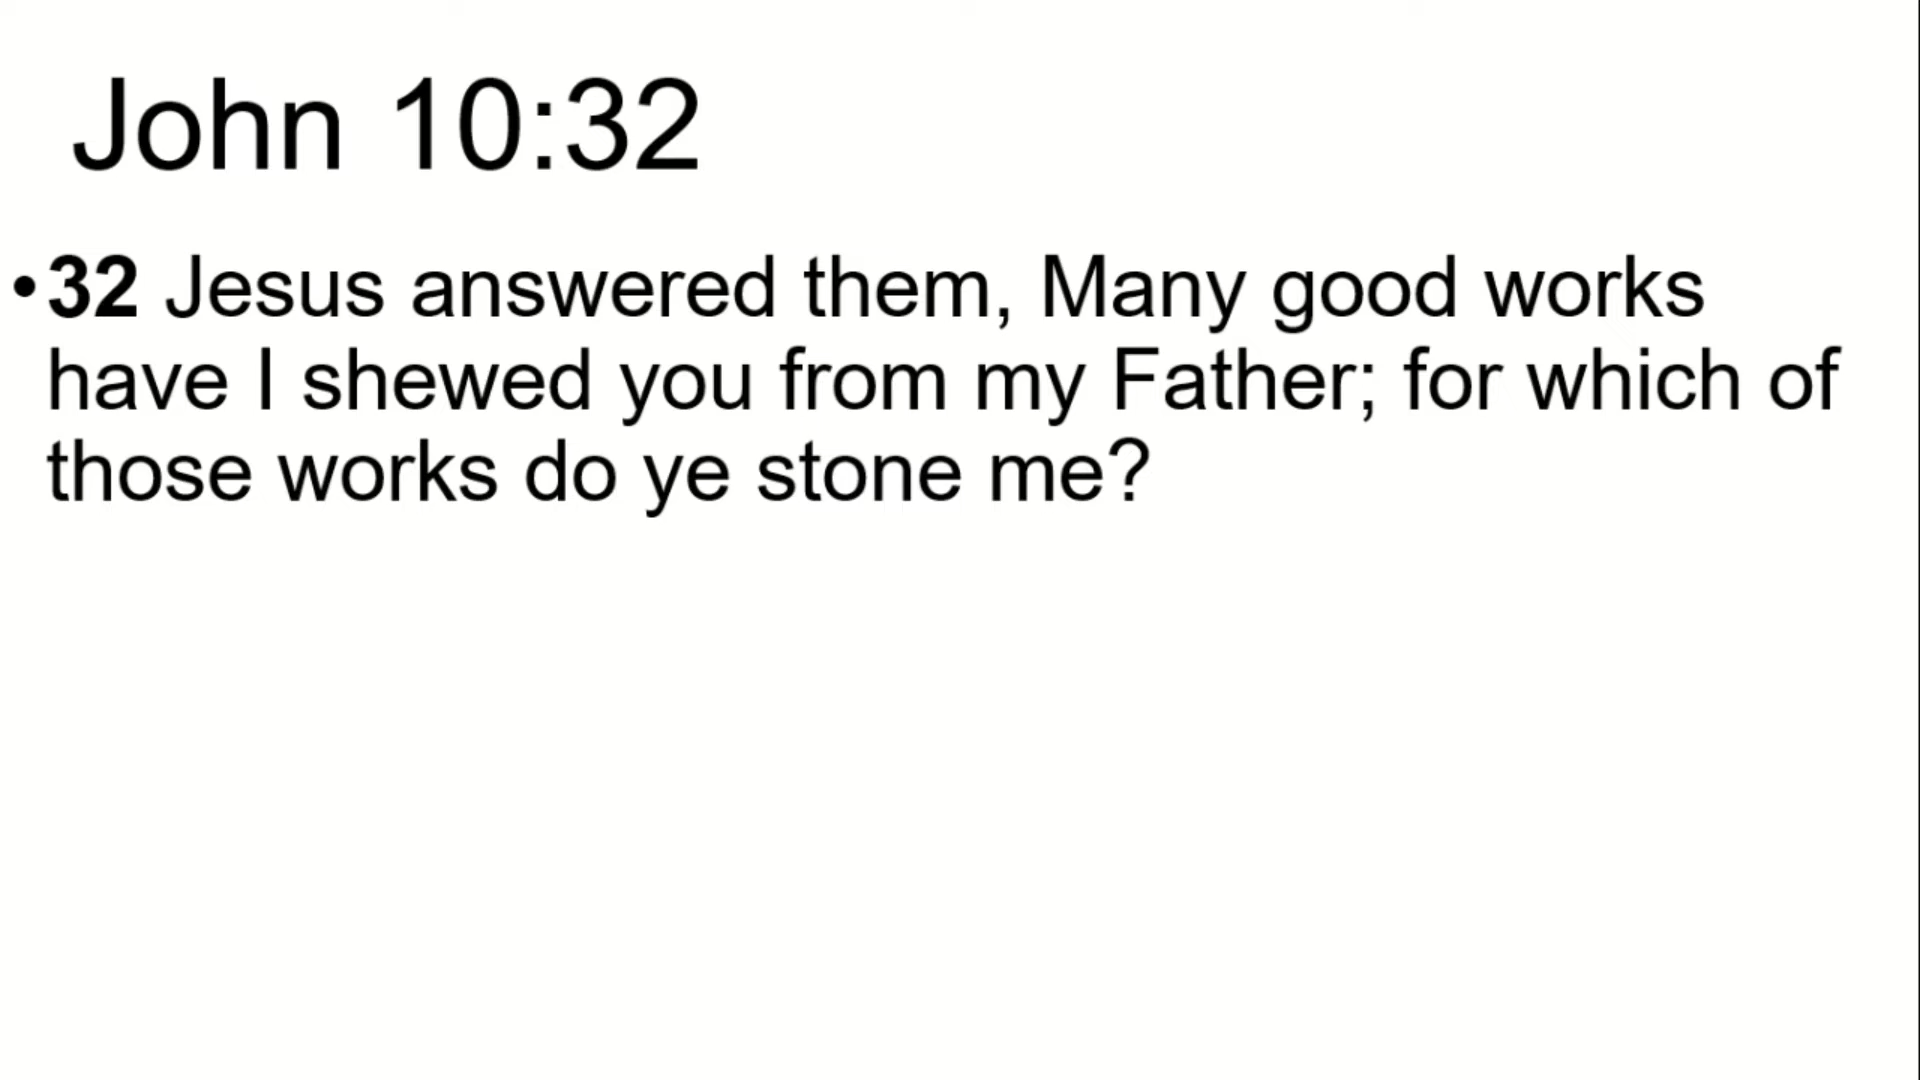 John 10:32
•32 Jesus answered them, Many good works
have I shewed you from my Father; for which of
those works do ye stone me?